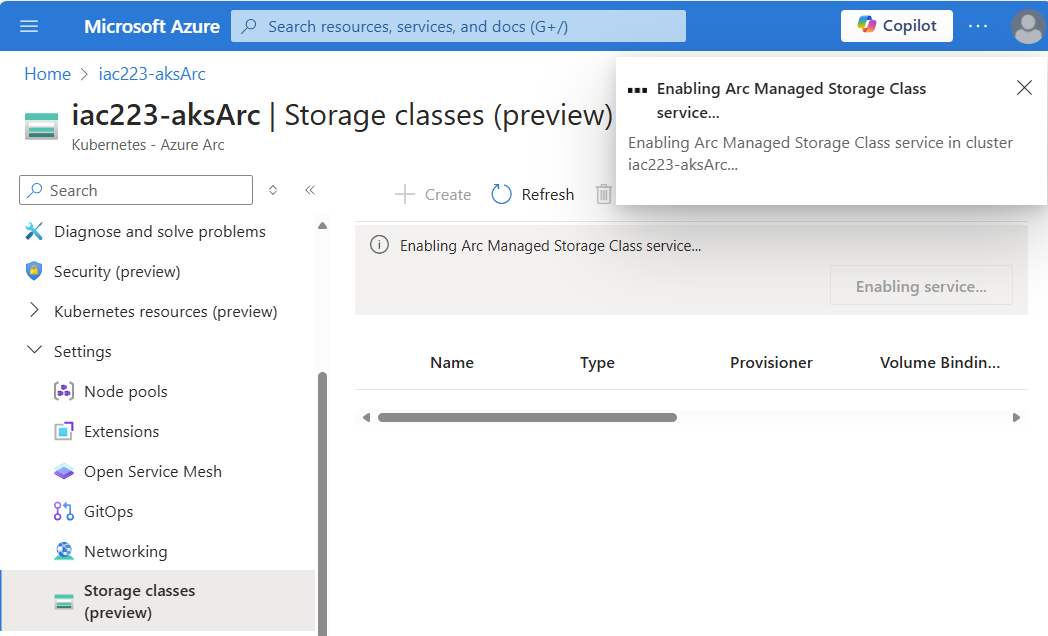 Microsoft Azure
Search resources, services, and docs (G+/)
Copilot
Home > iac223-aksArc
iac223-aksArc | Storage classes (preview)
Kubernetes - Azure Arc
Enabling Arc Managed Storage Class
service...
Enabling Arc Managed Storage Class service in cluster
iac223-aksArc...
Search
Create
Refresh
Diagnose and solve problems
Security (preview)
Kubernetes resources (preview)
Settings
Node pools
Extensions
Open Service Mesh
GitOps
Networking
Storage classes
(preview)
Enabling Arc Managed Storage Class service...
Enabling service...
Name Type Provisioner Volume Bindin...